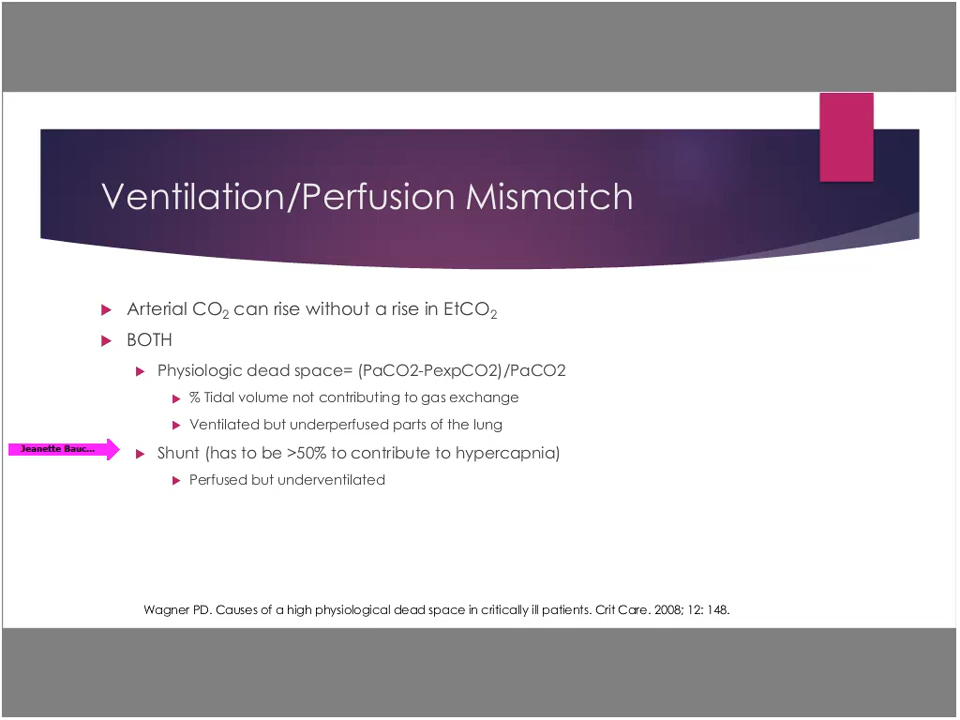 Ventilation/Perfusion Mismatch
Arterial CO₂ can rise without a rise in EtCO₂
BOTH
Physiologic dead space= (PaCO2-PexpCO2)/PaCO2
% Tidal volume not contributing to gas exchange
Ventilated but underperfused parts of the lung
Jeanette Bauc...
Shunt (has to be >50% to contribute to hypercapnia)
Perfused but underventilated
Wagner PD. Causes of a high physiological dead space in critically ill patients. Crit Care. 2008; 12: 148.